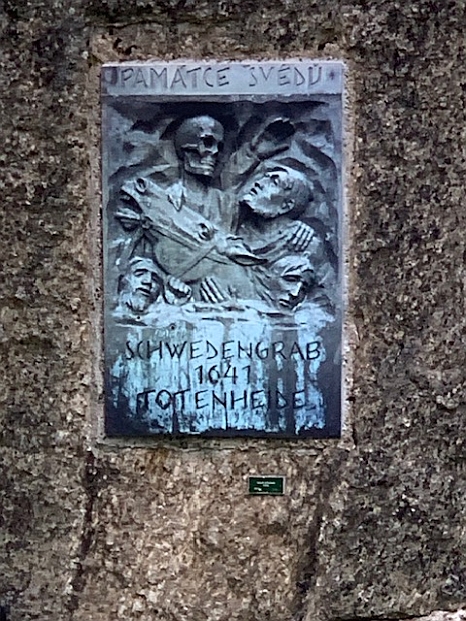 PAMÁTCE ŠVÉDŮ
SCHWEDENGRAB
1641
TOTENHEIDE